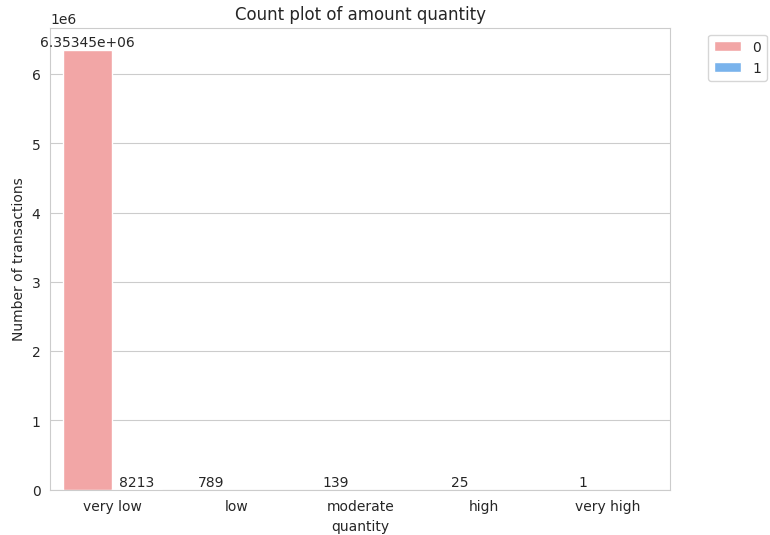 Count plot of amount quantity
1e6
0
1
6.35345e+06
6
5
4
3
2
1
0
Number of transactions
8213
789
139
25
1
very low
low
moderate
high
very high
quantity